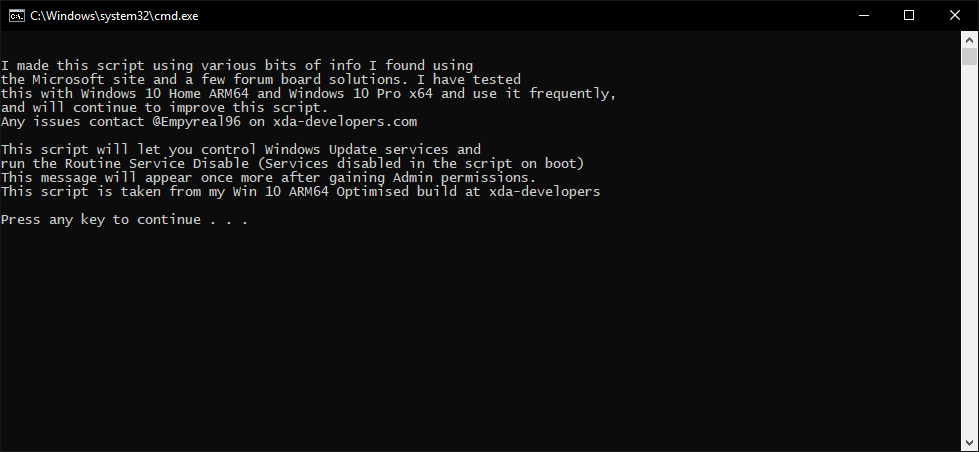 C:\Windows\system32\cmd.exe
I made this script using various bits of info I found using
the Microsoft site and a few forum board solutions. I have tested
this with Windows 10 Home ARM64 and Windows 10 Pro x64 and use it frequently,
and will continue to improve this script.
Any issues contact @Empyreal96 on xda-developers.com
This script will let you control Windows Update services and
run the Routine Service Disable (Services disabled in the script on boot)
This message will appear once more after gaining Admin permissions.
This script is taken from my Win 10 ARM64 Optimised build at xda-developers
Press any key to continue . . .